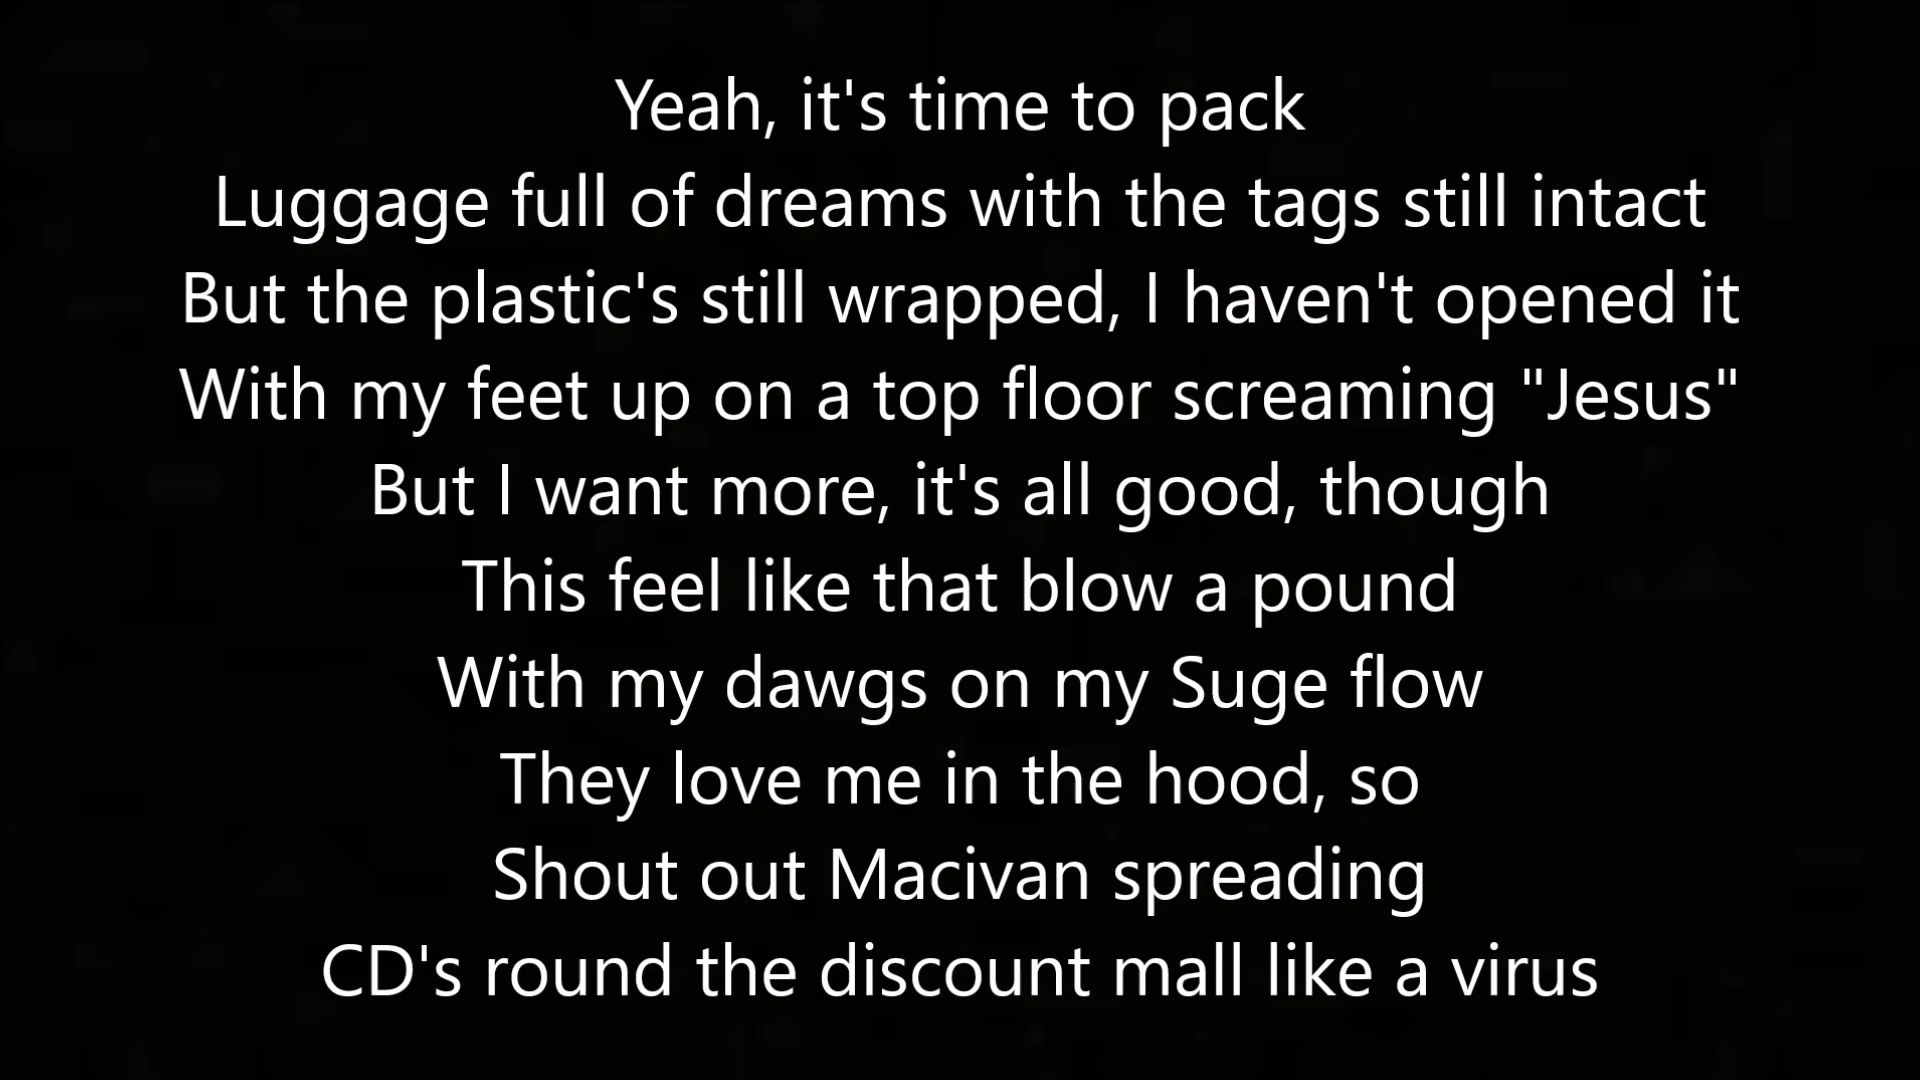 Yeah, it's time to pack
Luggage full of dreams with the tags still intact
But the plastic's still wrapped, I haven't opened it
With my feet up on a top floor screaming "Jesus"
But I want more, it's all good, though
This feel like that blow a pound
With my dawgs on my Suge flow
They love me in the hood, so
Shout out Macivan spreading
CD's round the discount mall like a virus